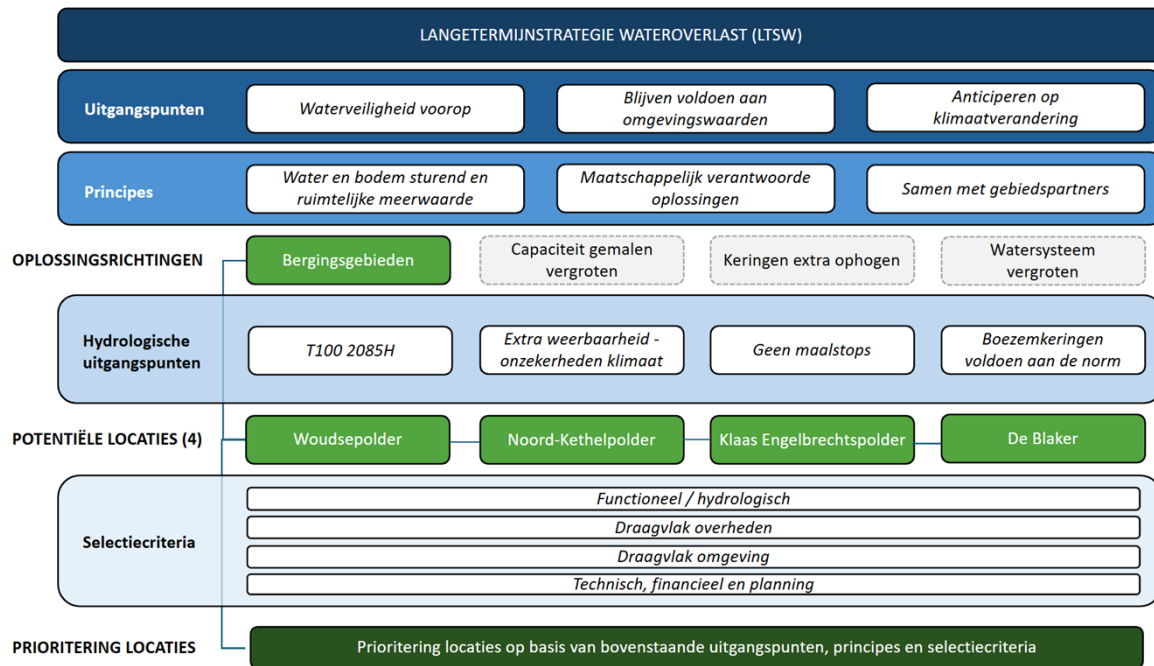 LANGETERMIJNSTRATEGIE WATEROVERLAST (LTSW)
Uitgangspunten
Waterveiligheid voorop
Blijven voldoen aan
omgevingswaarden
Anticiperen op
klimaatverandering
Principes
Water en bodem sturend en
ruimtelijke meerwaarde
Maatschappelijk verantwoorde
oplossingen
Samen met gebiedspartners
OPLOSSINGSRICHTINGEN
Bergingsgebieden
Capaciteit gemalen
vergroten
Keringen extra ophogen
Watersysteem
vergroten
Hydrologische
uitgangspunten
T100 2085H
Extra weerbaarheid -
onzekerheden klimaat
Geen maalstops
Boezemkeringen
voldoen aan de norm
POTENTIËLE LOCATIES (4)
Woudsepolder
Noord-Kethelpolder
Klaas Engelbrechtspolder
De Blaker
Selectiecriteria
Functioneel / hydrologisch
Draagvlak overheden
Draagvlak omgeving
Technisch, financieel en planning
PRIORITERING LOCATIES
Prioritering locaties op basis van bovenstaande uitgangspunten, principes en selectiecriteria